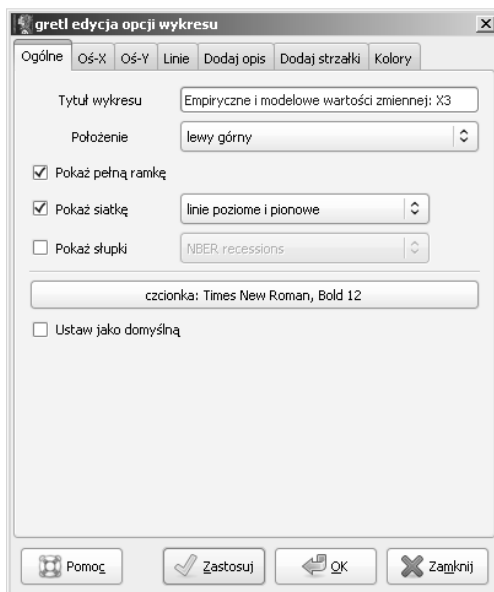 gretl edycja opcji wykresu
Ogólne Oś-X Oś-Y Linie Dodaj opis Dodaj strzałki Kolory
Tytuł wykresu Empiryczne i modelowe wartości zmiennej: X3
Położenie lewy górny
Pokaż pełną ramkę
Pokaż siatkę linie poziome i pionowe
Pokaż słupki NBER recessions
czcionka: Times New Roman, Bold 12
Ustaw jako domyślną
Pomoc Zastosuj OK Zamknij